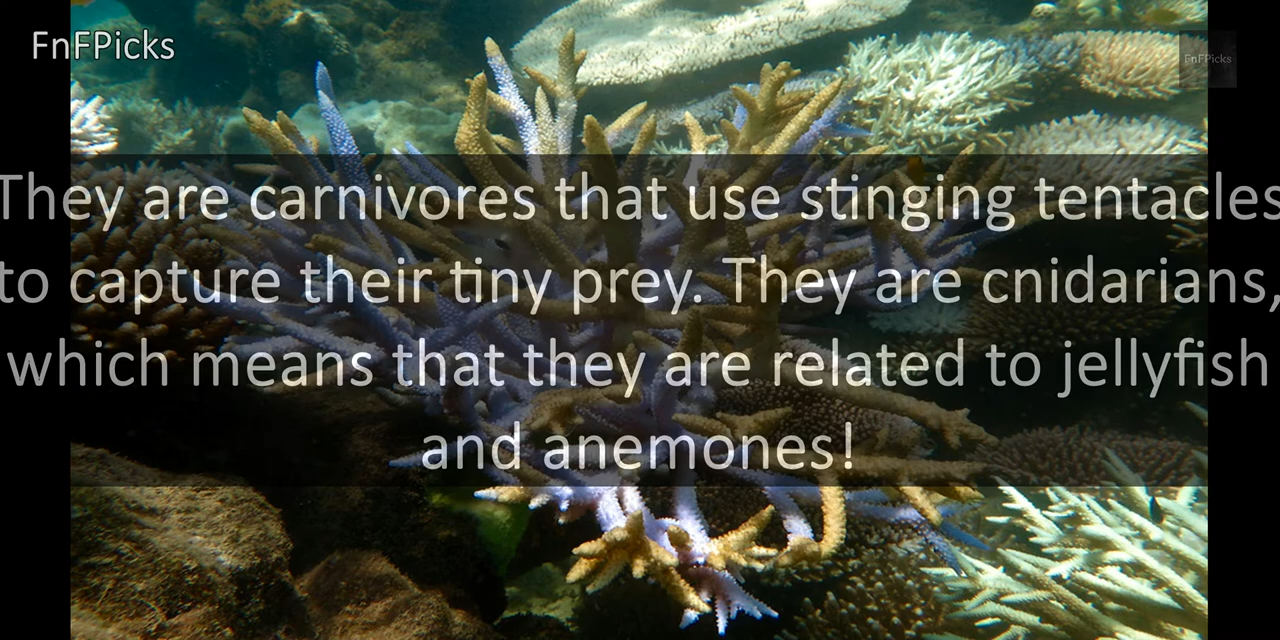 FnFPicks
FnFPicks
They are carnivores that use stinging tentacles
to capture their tiny prey. They are cnidarians,
which means that they are related to jellyfish
and anemones!